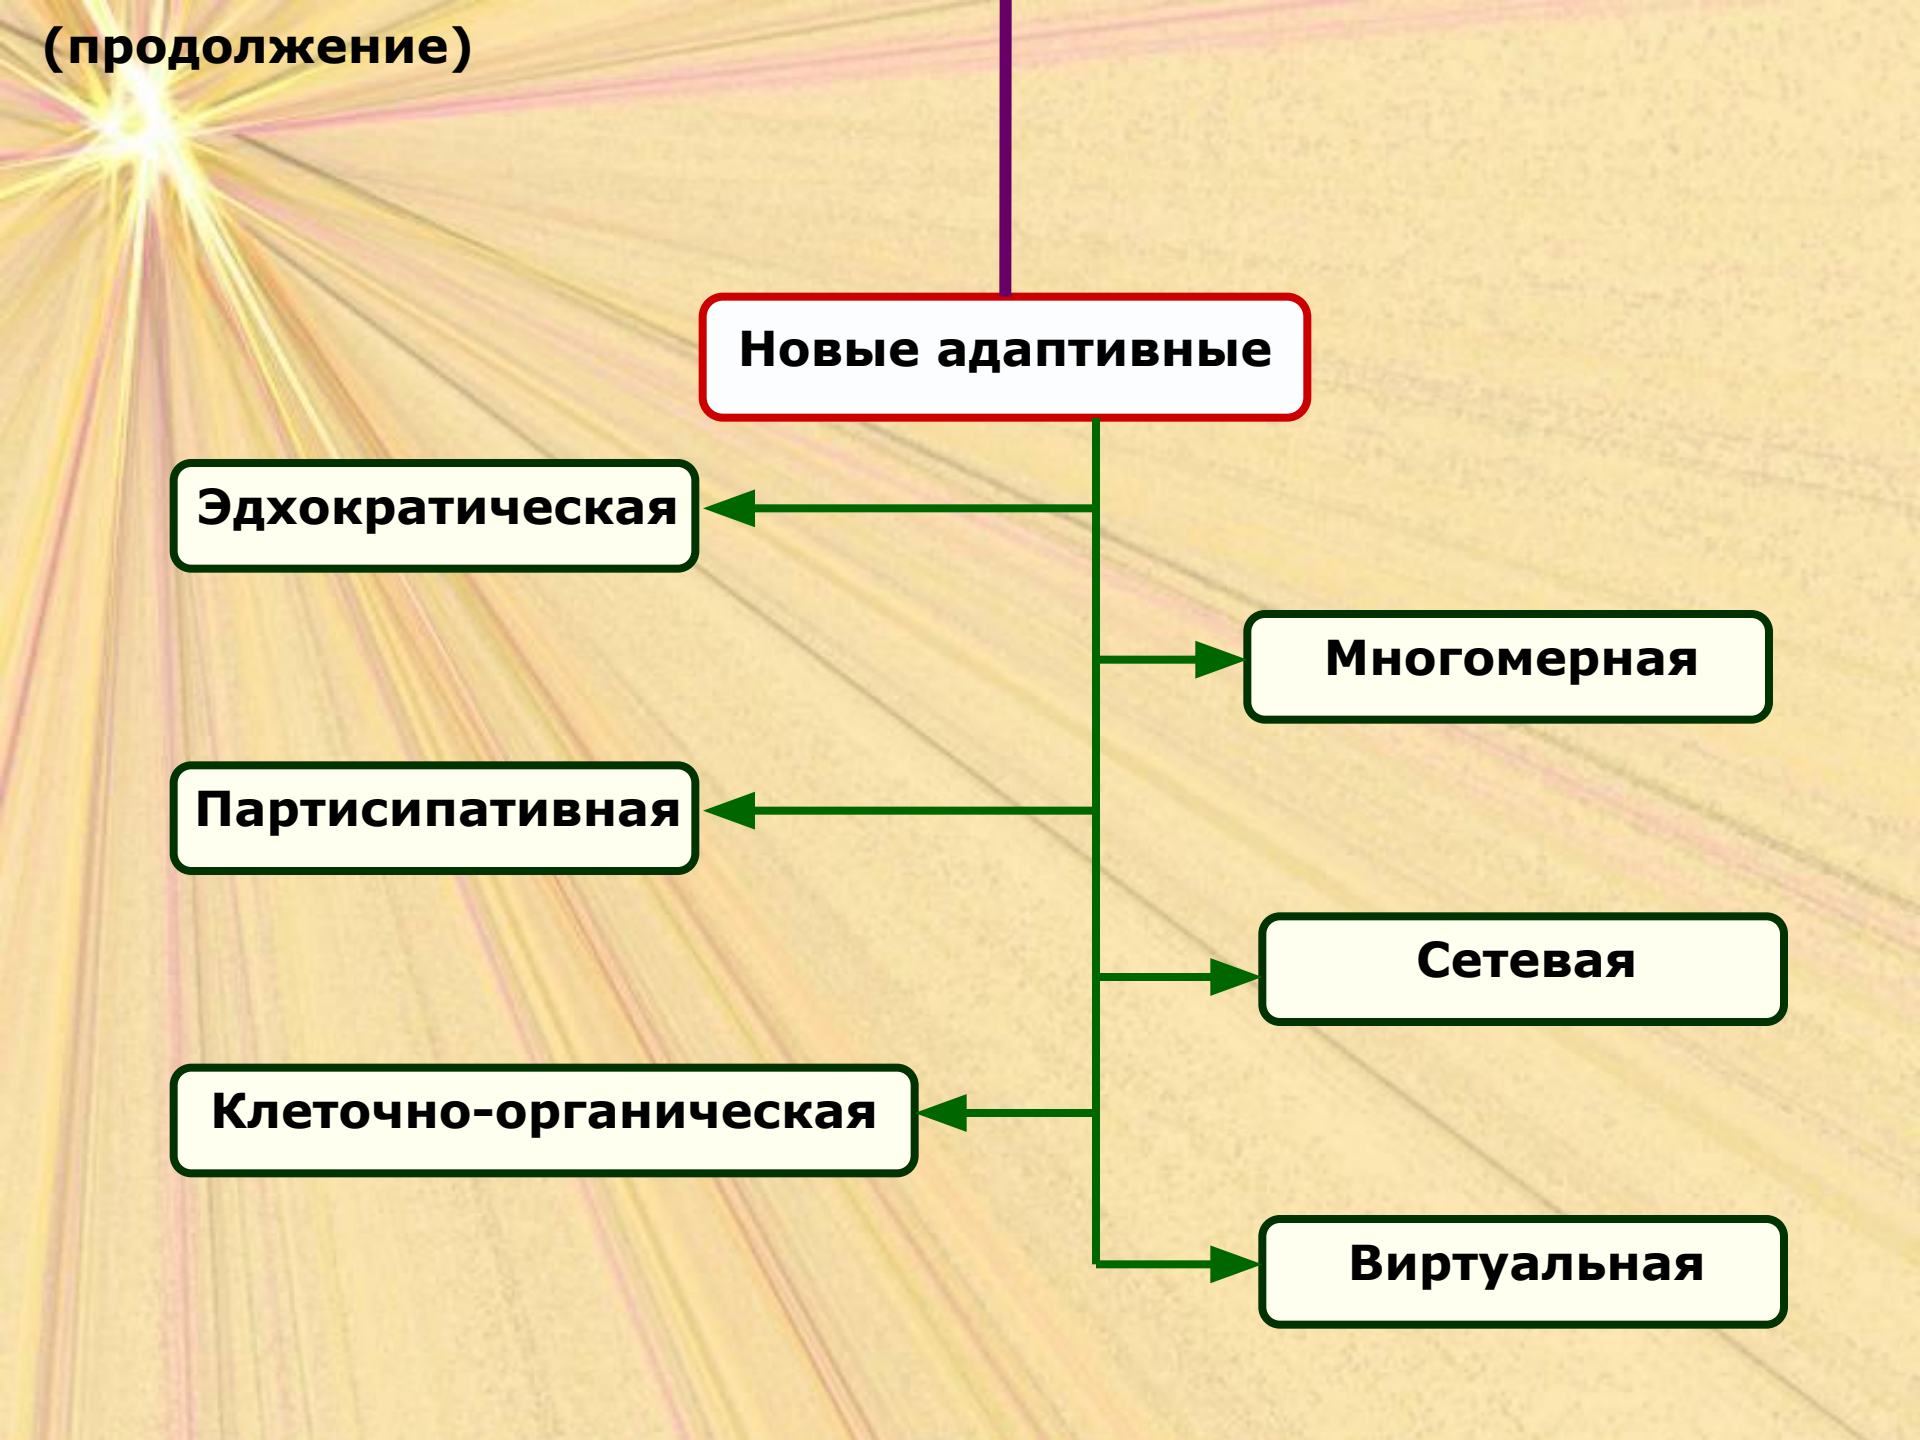 (продолжение)
Новые адаптивные
Эдхократическая
Многомерная
Партисипативная
Сетевая
Клеточно-органическая
Виртуальная